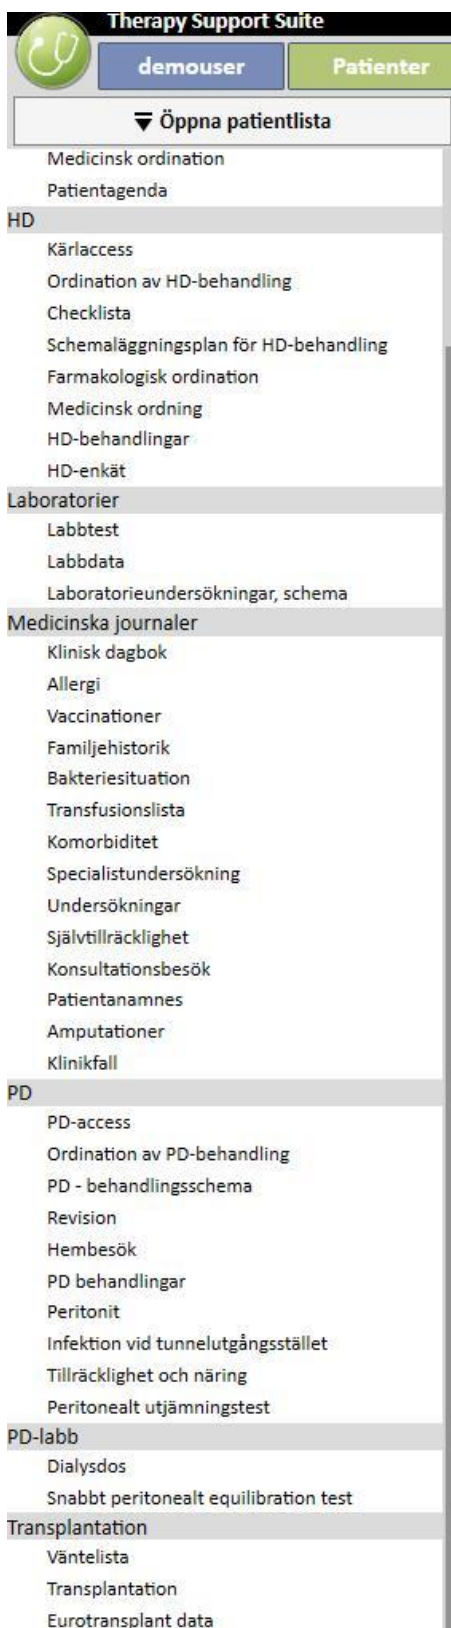 Therapy Support Suite
demouser
Patienter
Öppna patientlista
Medicinsk ordination
Patientagenda
HD
Kärlaccess
Ordination av HD-behandling
Checklista
Schemaläggningsplan för HD-behandling
Farmakologisk ordination
Medicinsk ordning
HD-behandlingar
HD-enkät
Laboratorier
Labbtest
Labbdata
Laboratorieundersökningar, schema
Medicinska journaler
Klinisk dagbok
Allergi
Vaccinationer
Familjehistorik
Bakteriesituation
Transfusionslista
Komorbiditet
Specialistundersökning
Undersökningar
Självtillräcklighet
Konsultationsbesök
Patientanamnes
Amputationer
Klinikfall
PD
PD-access
Ordination av PD-behandling
PD - behandlingsschema
Revision
Hembesök
PD behandlingar
Peritonit
Infektion vid tunnelutgångsstället
Tillräcklighet och näring
Peritonealt utjämningstest
PD-labb
Dialysdos
Snabbt peritonealt equilibration test
Transplantation
Väntelista
Transplantation
Eurotransplant data